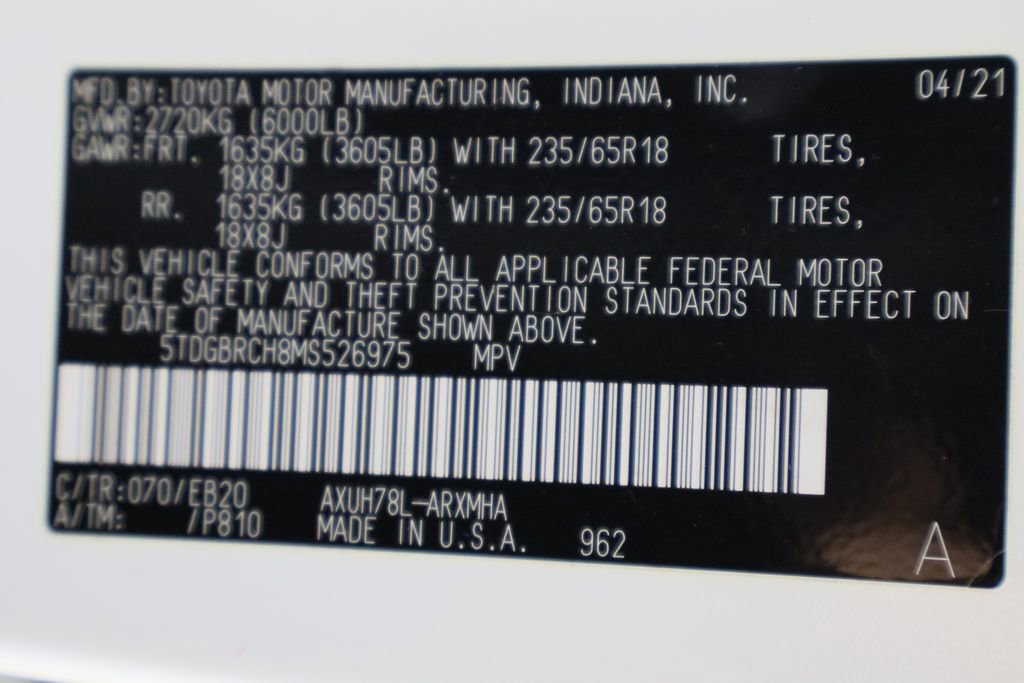 MFD.BY:TOYOTA MOTOR MANUFACTURING, INDIANA, INC. 04/21
GVWR:2720KG (6000LB)
GAWR:FRT. 1635KG (3605LB) WITH 235/65R18 TIRES,
18X8J RIMS.
RR. 1635KG (3605LB) WITH 235/65R18 TIRES,
18X8J RIMS.
THIS VEHICLE CONFORMS TO ALL APPLICABLE FEDERAL MOTOR
VEHICLE SAFETY AND THEFT PREVENTION STANDARDS IN EFFECT ON
THE DATE OF MANUFACTURE SHOWN ABOVE.
5TDGBRCH8MS526975 MPV
C/TR:070/EB20 AXUH78L-ARXMHA
A/TM: /P810 MADE IN U.S.A. 962 A